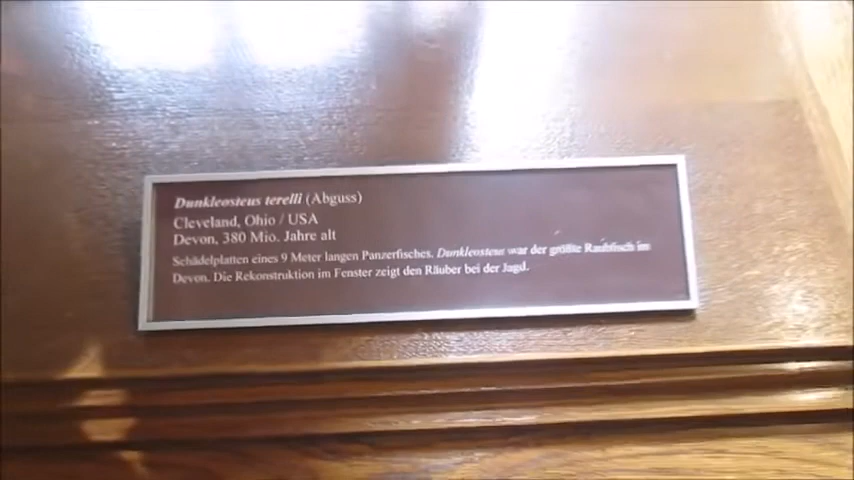 Dunkleosteus terelli (Abguss)
Cleveland, Ohio / USA
Devon, 380 Mio. Jahre alt
Schädelplatten eines 9 Meter langen Panzerfisches. Dunkleosteus war der größte Raubfisch im
Devon. Die Rekonstruktion im Fenster zeigt den Räuber bei der Jagd.